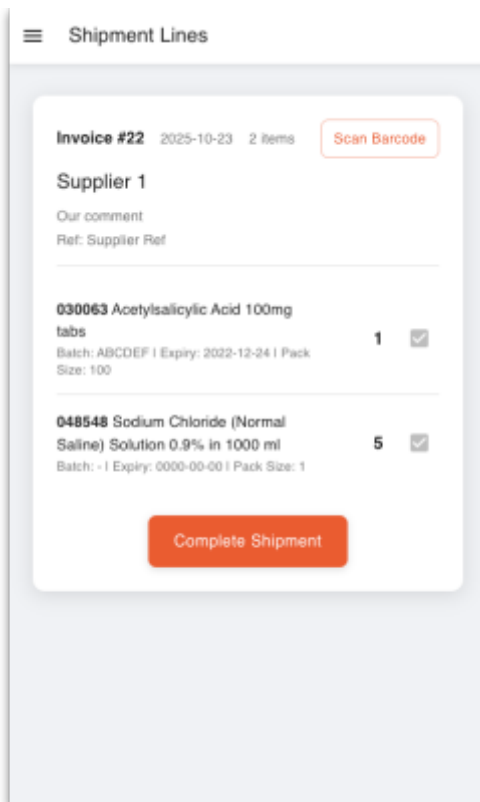 Shipment Lines
Invoice #22 2025-10-23 2 items Scan Barcode
Supplier 1
Our comment
Ref: Supplier Ref
030063 Acetylsalicylic Acid 100mg
tabs
1
Batch: ABCDEF | Expiry: 2022-12-24 | Pack
Size: 100
048548 Sodium Chloride (Normal
Saline) Solution 0.9% in 1000 ml
5
Batch: - | Expiry: 0000-00-00 | Pack Size: 1
Complete Shipment